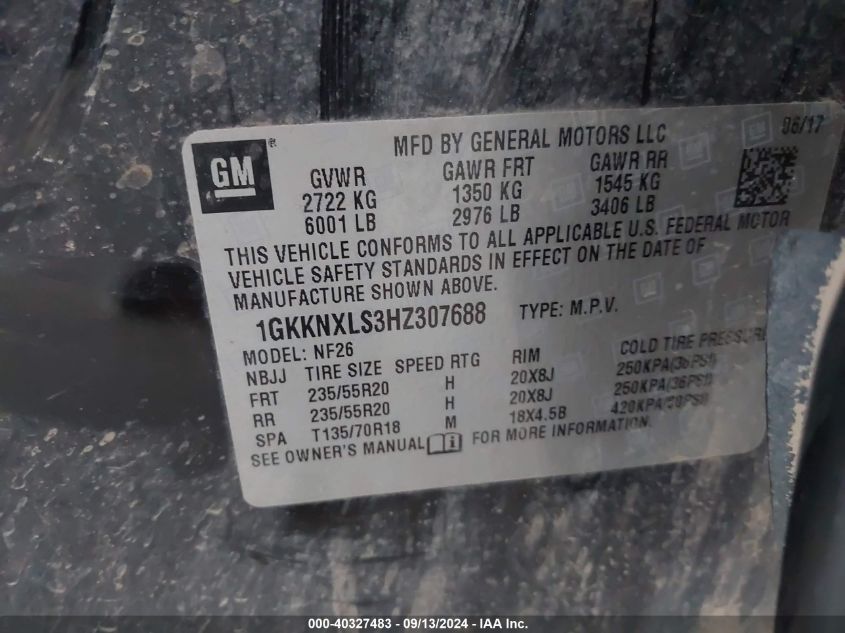 MFD BY GENERAL MOTORS LLC 06/17
GM
GVWR GAWR FRT GAWR RR
2722 KG 1350 KG 1545 KG
6001 LB 2976 LB 3406 LB
THIS VEHICLE CONFORMS TO ALL APPLICABLE U.S. FEDERAL MOTOR
VEHICLE SAFETY STANDARDS IN EFFECT ON THE DATE OF
MANUFACTURE SHOWN ABOVE.
1GKKNXLS3HZ307688 TYPE: M.P.V.
MODEL: NF26
NBJJ TIRE SIZE SPEED RTG RIM COLD TIRE PRESSURE
FRT 235/55R20 H 20X8J 250KPA(36PSI)
RR 235/55R20 H 20X8J 250KPA(36PSI)
SPA T135/70R18 M 18X4.5B 420KPA(60PSI)
SEE OWNER'S MANUAL FOR MORE INFORMATION.
000-40327483 - 09/13/2024 - IAA Inc.